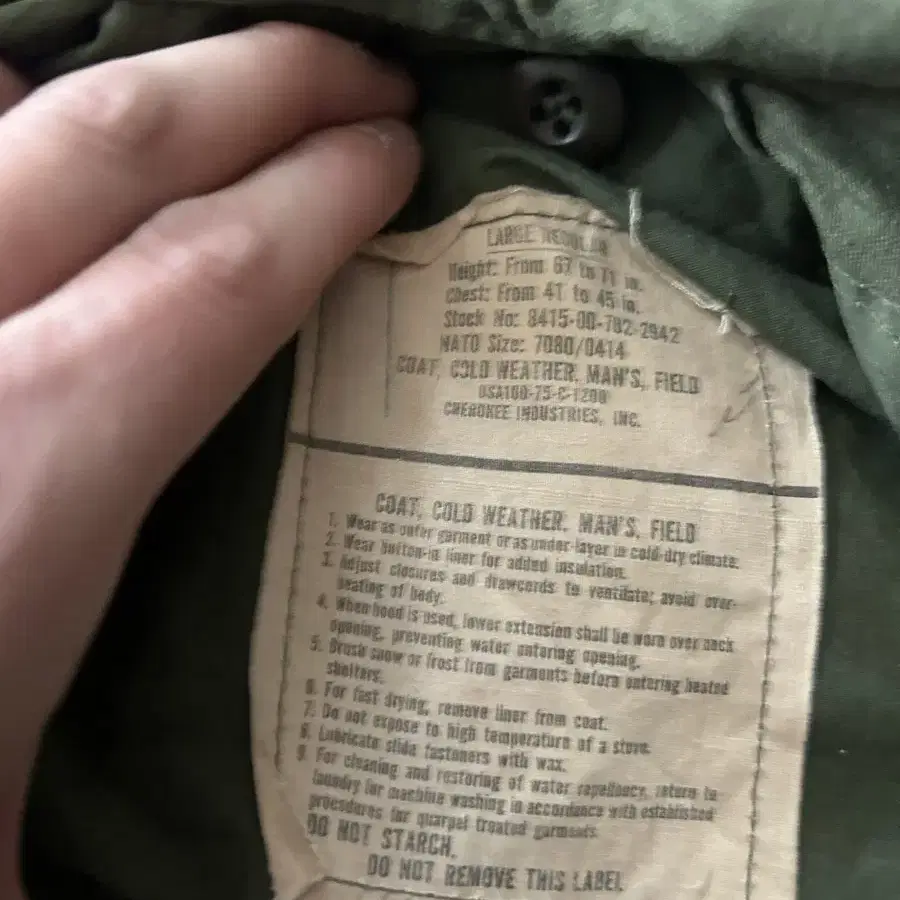 LARGE REGULAR
Height: From 67 to 71 in.
Chest: From 41 to 45 in.
Stock No: 8415-00-782-2942
NATO Size: 7080/0414
COAT, COLD WEATHER, MAN'S, FIELD
DSA100-75-C-1200
CHEROKEE INDUSTRIES, INC.
COAT, COLD WEATHER, MAN'S, FIELD
1. Wear as outer garment or as under-layer in cold-dry climate.
2. Wear button-in liner for added insulation.
3. Adjust closures and drawcords to ventilate; avoid over-
heating of body.
4. When hood is used, lower extension shall be worn over neck
opening, preventing water entering opening.
5. Brush snow or frost from garments before entering heated
shelters.
6. For fast drying, remove liner from coat.
7. Do not expose to high temperature of a stove.
8. Lubricate slide fasteners with wax.
9. For cleaning and restoring of water repellency, return to
laundry for machine washing in accordance with established
procedures for quarpel treated garments.
DO NOT STARCH.
DO NOT REMOVE THIS LABEL